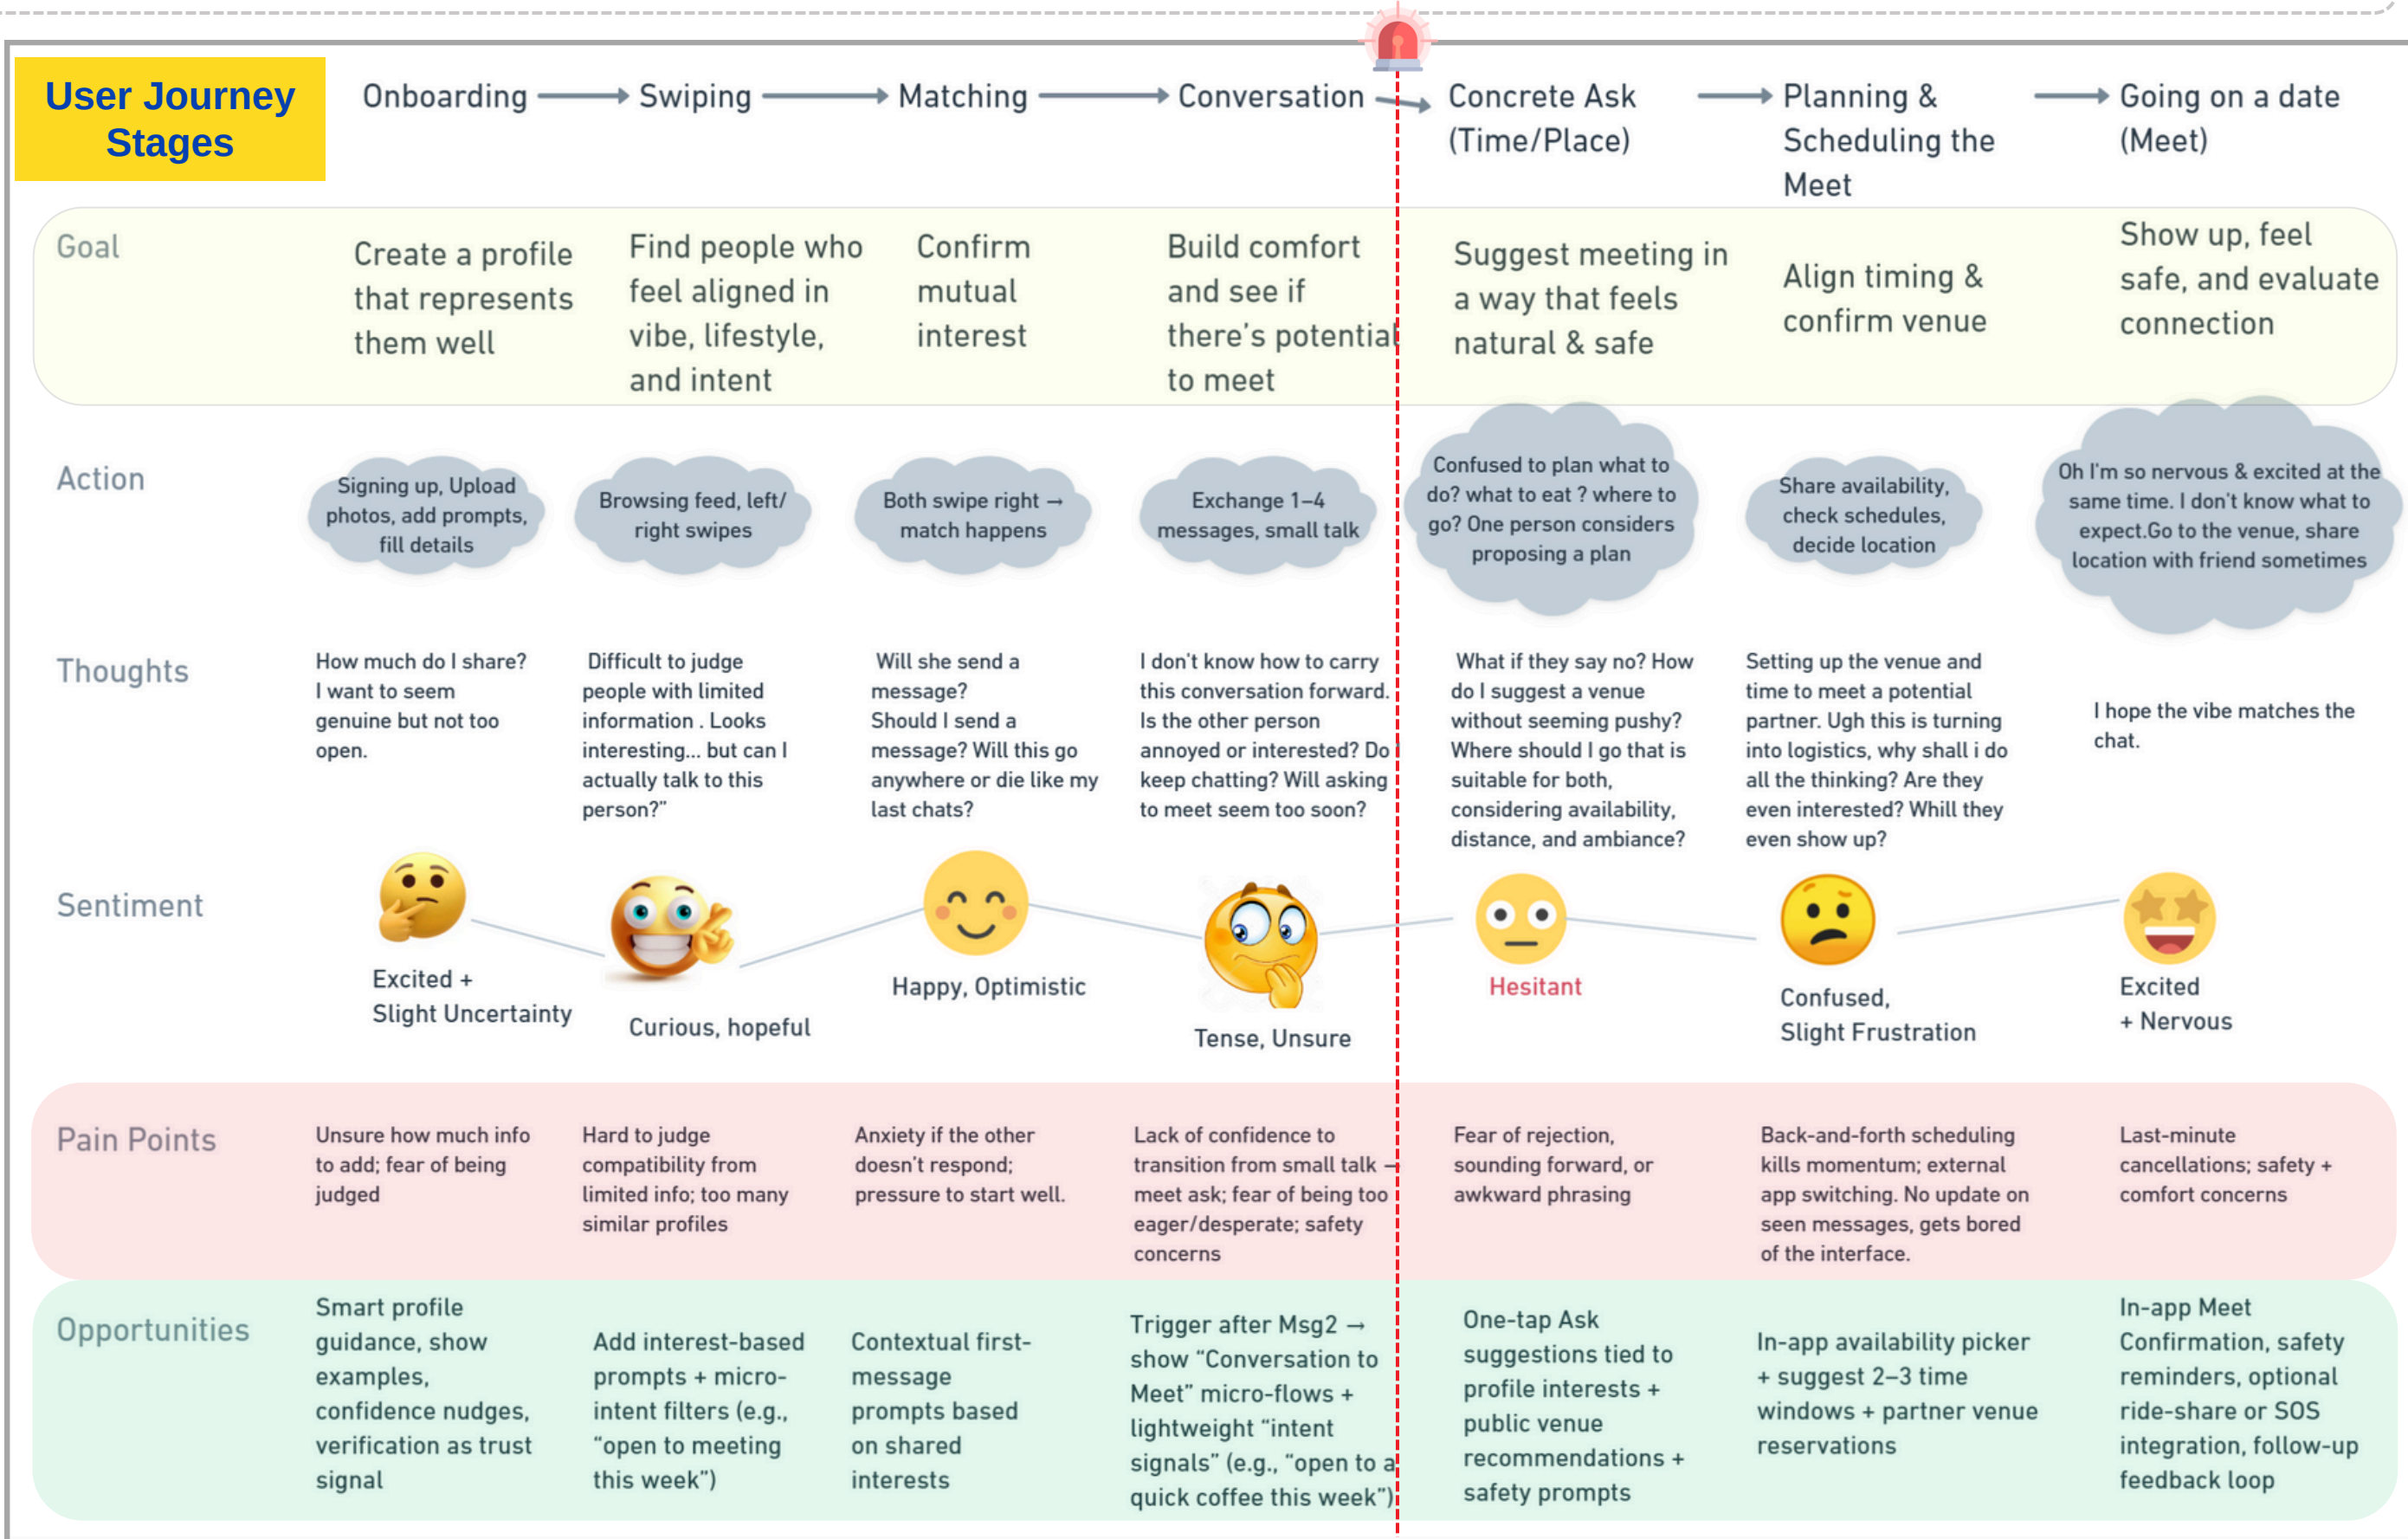 User Journey
Stages
Onboarding
Swiping
Matching
Conversation
Concrete Ask
(Time/Place)
Planning &
Scheduling the
Meet
Going on a date
(Meet)
Goal
Create a profile
that represents
them well
Find people who
feel aligned in
vibe, lifestyle,
and intent
Confirm
mutual
interest
Build comfort
and see if
there's potential
to meet
Suggest meeting in
a way that feels
natural & safe
Align timing &
confirm venue
Show up, feel
safe, and evaluate
connection
Action
Signing up, Upload
photos, add prompts,
fill details
Browsing feed, left/
right swipes
Both swipe right →
match happens
Exchange 1–4
messages, small talk
Confused to plan what to
do? what to eat ? where to
go? One person considers
proposing a plan
Share availability,
check schedules,
decide location
Oh I'm so nervous & excited at the
same time. I don't know what to
expect.Go to the venue, share
location with friend sometimes
Thoughts
How much do I share?
I want to seem
genuine but not too
open.
Difficult to judge
people with limited
information . Looks
interesting... but can I
actually talk to this
person?"
Will she send a
message?
Should I send a
message? Will this go
anywhere or die like my
last chats?
I don't know how to carry
this conversation forward.
Is the other person
annoyed or interested? Do
keep chatting? Will asking
to meet seem too soon?
What if they say no? How
do I suggest a venue
without seeming pushy?
Where should I go that is
suitable for both,
considering availability,
distance, and ambiance?
Setting up the venue and
time to meet a potential
partner. Ugh this is turning
into logistics, why shall i do
all the thinking? Are they
even interested? Whill they
even show up?
I hope the vibe matches the
chat.
Sentiment
Excited +
Slight Uncertainty
Curious, hopeful
Happy, Optimistic
Tense, Unsure
Hesitant
Confused,
Slight Frustration
Excited
+ Nervous
Pain Points
Unsure how much info
to add; fear of being
judged
Hard to judge
compatibility from
limited info; too many
similar profiles
Anxiety if the other
doesn't respond;
pressure to start well.
Lack of confidence to
transition from small talk –
meet ask; fear of being too
eager/desperate; safety
concerns
Fear of rejection,
sounding forward, or
awkward phrasing
Back-and-forth scheduling
kills momentum; external
app switching. No update on
seen messages, gets bored
of the interface.
Last-minute
cancellations; safety +
comfort concerns
Opportunities
Smart profile
guidance, show
examples,
confidence nudges,
verification as trust
signal
Add interest-based
prompts + micro-
intent filters (e.g.,
"open to meeting
this week")
Contextual first-
message
prompts based
on shared
interests
Trigger after Msg2 →
show "Conversation to
Meet" micro-flows +
lightweight "intent
signals" (e.g., "open to a
quick coffee this week")
One-tap Ask
suggestions tied to
profile interests +
public venue
recommendations +
safety prompts
In-app availability picker
+ suggest 2–3 time
windows + partner venue
reservations
In-app Meet
Confirmation, safety
reminders, optional
ride-share or SOS
integration, follow-up
feedback loop